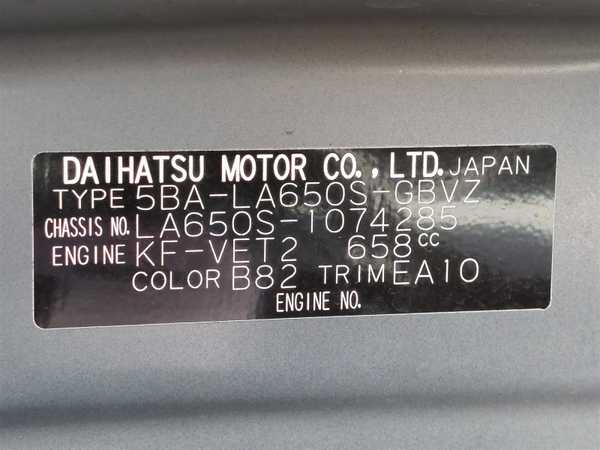 DAIHATSU MOTOR CO., LTD. JAPAN
TYPE 5BA-LA650S-GBVZ
CHASSIS NO. LA650S-1074285
ENGINE KF-VET2 658cc
COLOR B82 TRIM EA10
ENGINE NO.